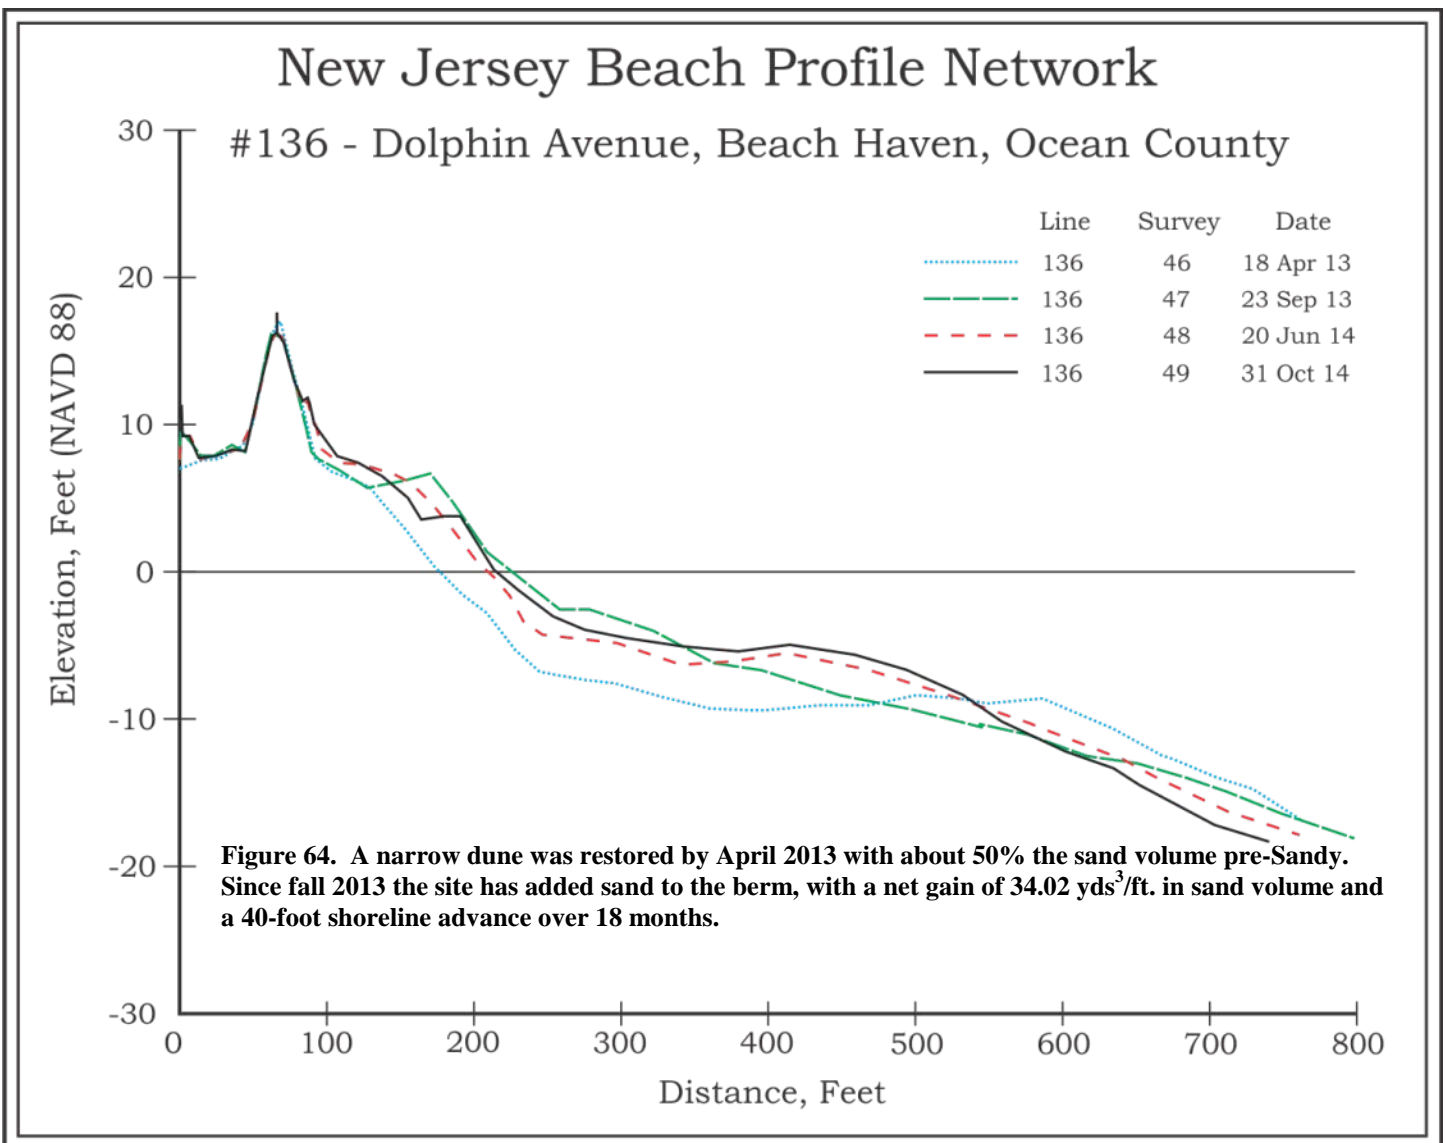 New Jersey Beach Profile Network
#136 - Dolphin Avenue, Beach Haven, Ocean County
Line Survey Date
136 46 18 Apr 13
136 47 23 Sep 13
136 48 20 Jun 14
136 49 31 Oct 14
Elevation, Feet (NAVD 88)
30
20
10
0
-10
-20
-30
Figure 64. A narrow dune was restored by April 2013 with about 50% the sand volume pre-Sandy.
Since fall 2013 the site has added sand to the berm, with a net gain of 34.02 yds³/ft. in sand volume and
a 40-foot shoreline advance over 18 months.
0 100 200 300 400 500 600 700 800
Distance, Feet